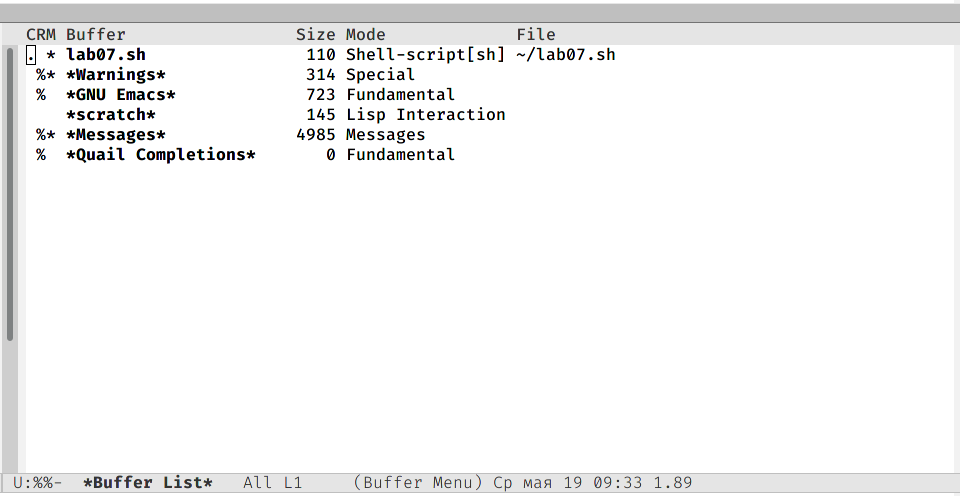 CRM Buffer                 Size Mode             File
. * lab07.sh                110 Shell-script[sh] ~/lab07.sh
 %* *Warnings*              314 Special
 %  *GNU Emacs*             723 Fundamental
    *scratch*               145 Lisp Interaction
 %* *Messages*             4985 Messages
 %  *Quail Completions*       0 Fundamental
U:%%-  *Buffer List*   All L1     (Buffer Menu) Ср мая 19 09:33 1.89